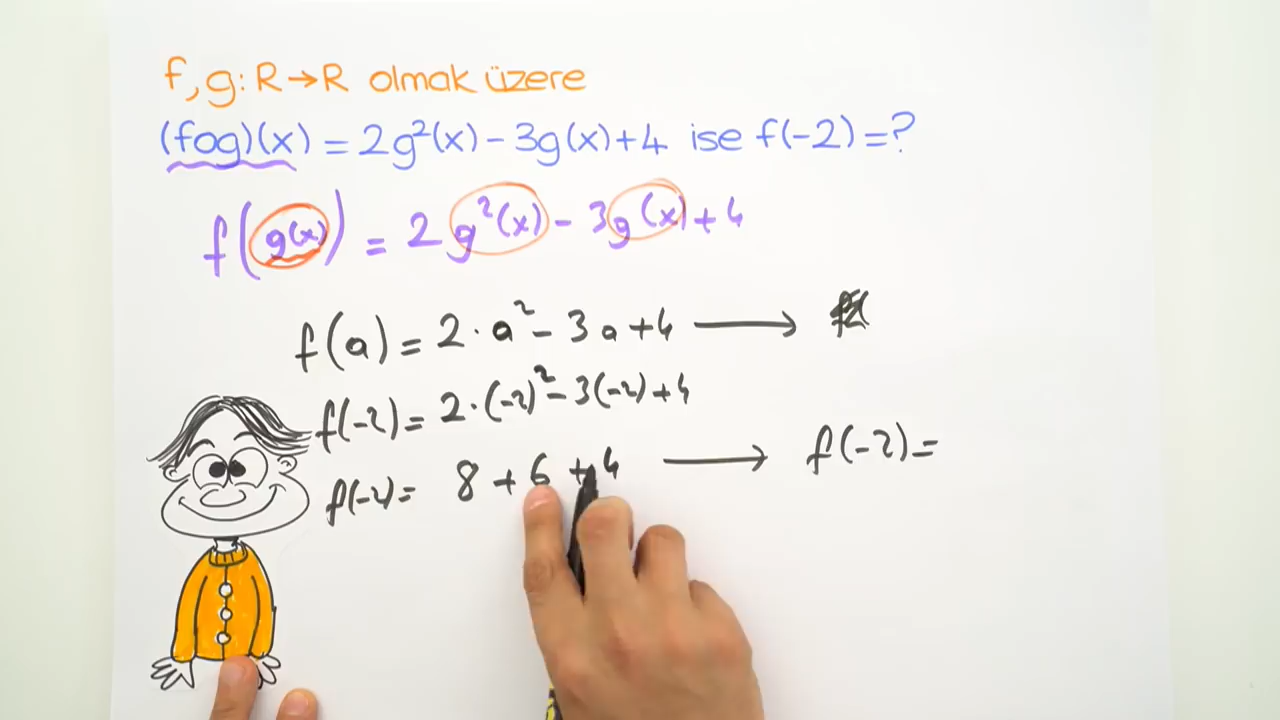 f,g: R→R olmak üzere
(fog)(x) = 2g²(x) - 3g(x) + 4 ise f(-2) = ?
f(g(x)) = 2g²(x) - 3g(x) + 4
f(a) = 2·a² - 3a + 4 →
f(-2) = 2·(-2)² - 3(-2) + 4
f(-2) = 8 + 6 + 4 → f(-2) =